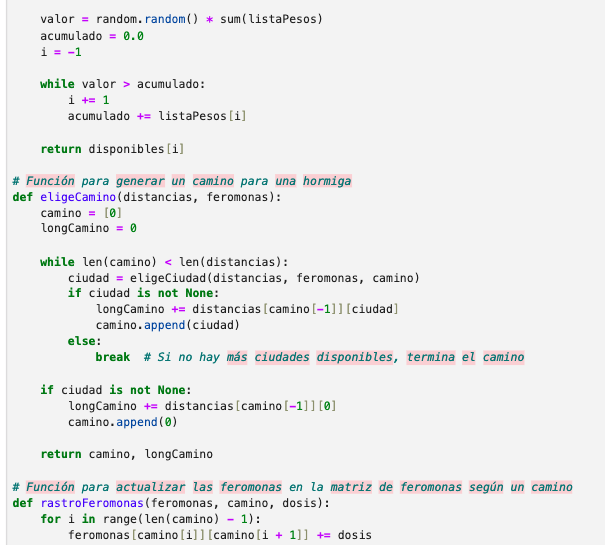 valor = random.random() * sum(listaPesos)
acumulado = 0.0
i = -1
while valor > acumulado:
i += 1
acumulado += listaPesos[i]
return disponibles[i]
# Función para generar un camino para una hormiga
def eligeCamino(distancias, feromonas):
camino = [0]
longCamino = 0
while len(camino) < len(distancias):
ciudad = eligeCiudad(distancias, feromonas, camino)
if ciudad is not None:
longCamino += distancias[camino[-1]][ciudad]
camino.append(ciudad)
else:
break # Si no hay más ciudades disponibles, termina el camino
if ciudad is not None:
longCamino += distancias[camino[-1]][0]
camino.append(0)
return camino, longCamino
# Función para actualizar las feromonas en la matriz de feromonas según un camino
def rastroFeromonas(feromonas, camino, dosis):
for i in range(len(camino) - 1):
feromonas[camino[i]][camino[i + 1]] += dosis